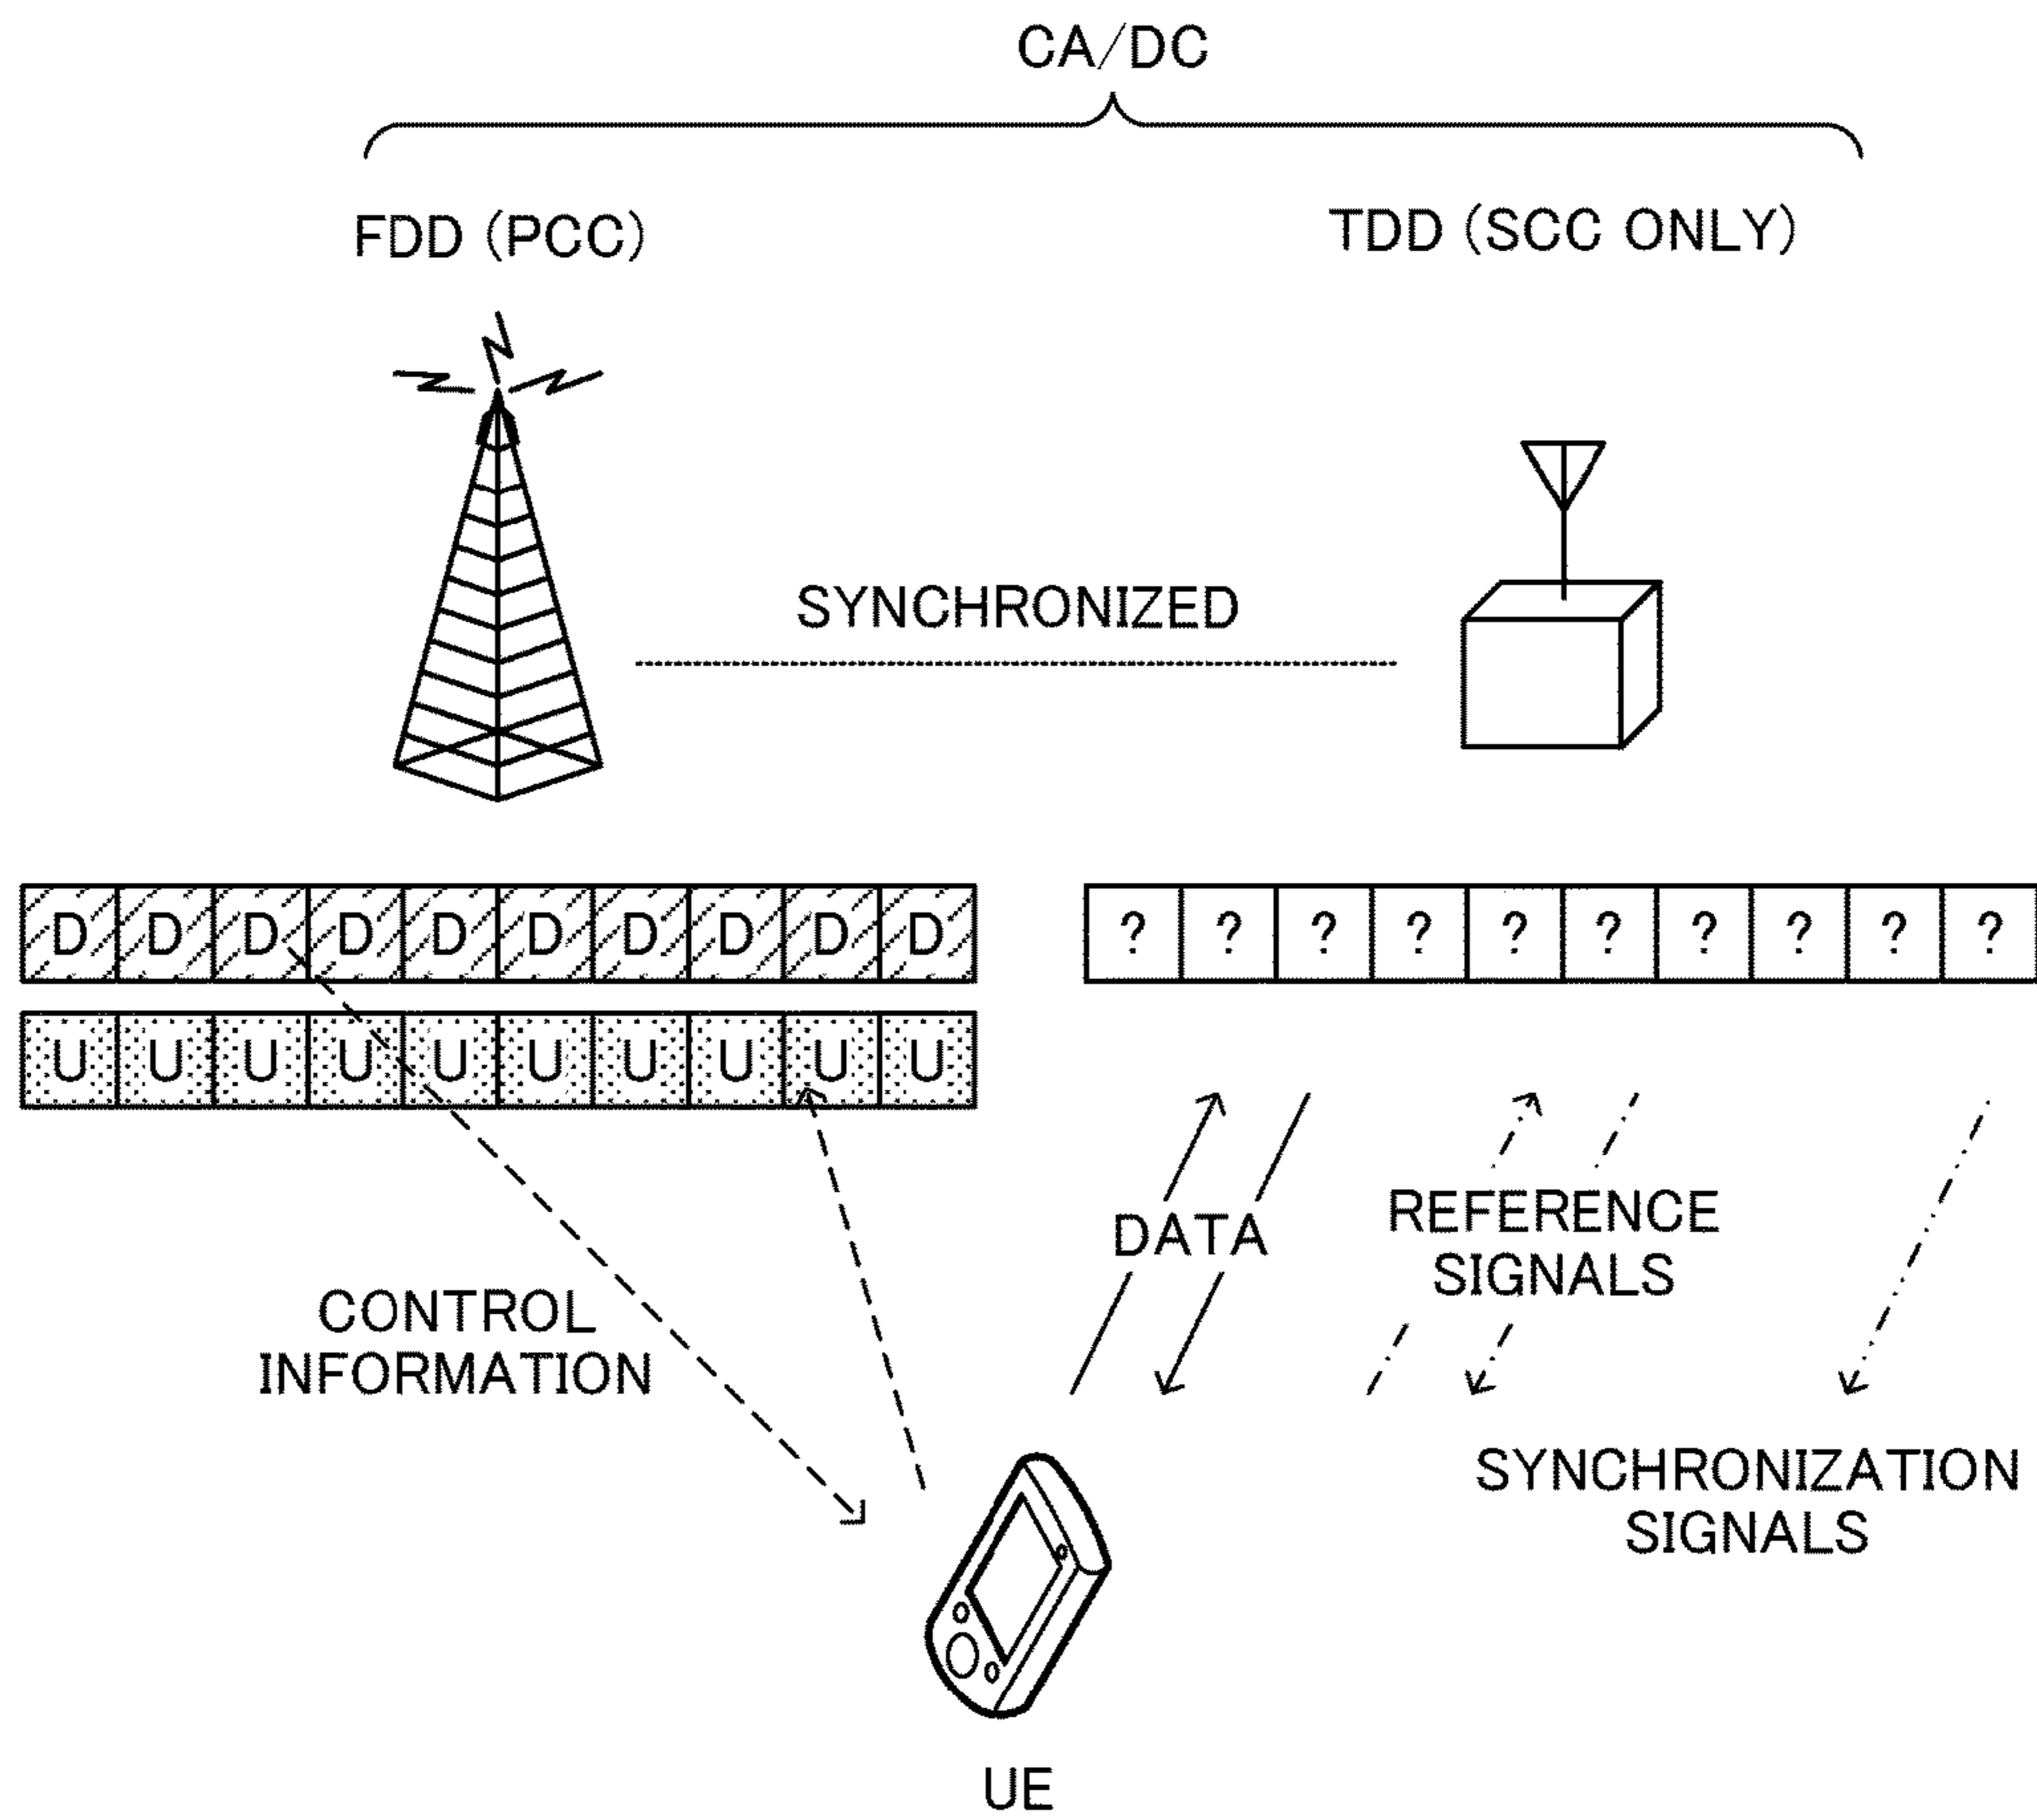 CA/DC
FDD (PCC)
TDD (SCC ONLY)
SYNCHRONIZED
D D D D D D D D D D
? ? ? ? ? ? ? ? ? ?
U U U U U U U U U U
DATA
REFERENCE
SIGNALS
CONTROL
INFORMATION
SYNCHRONIZATION
SIGNALS
UE